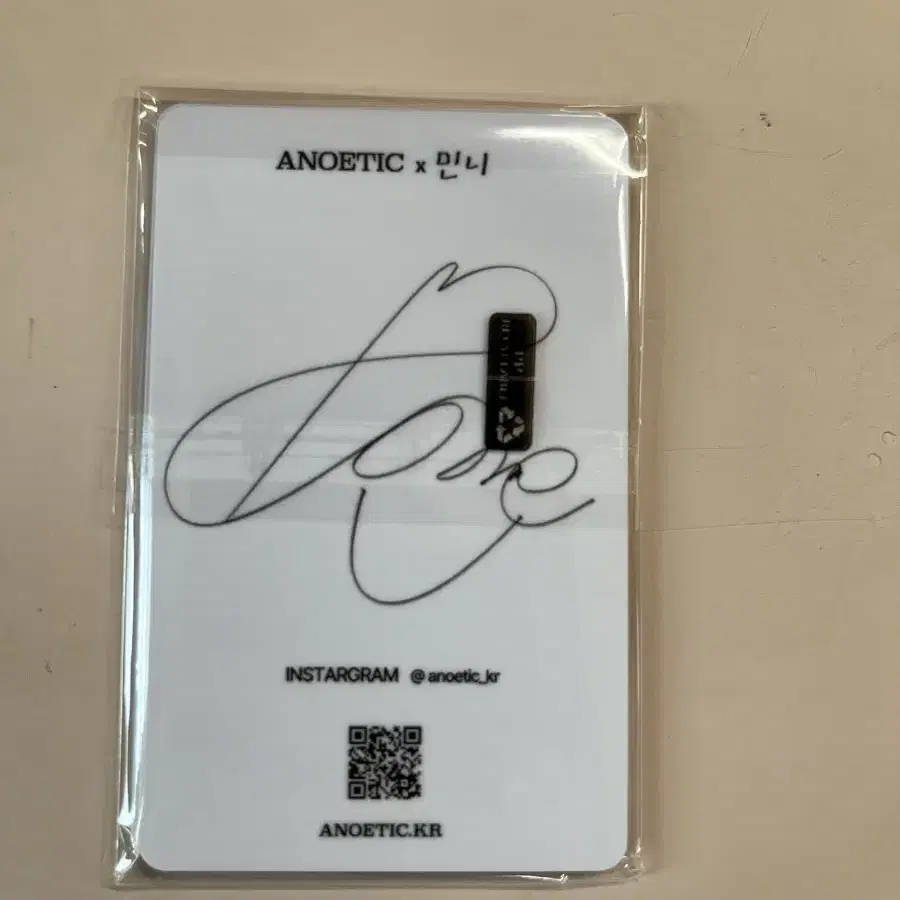 ANOETIC x 민니
INSTARGRAM @anoetic_kr
ANOETIC.KR